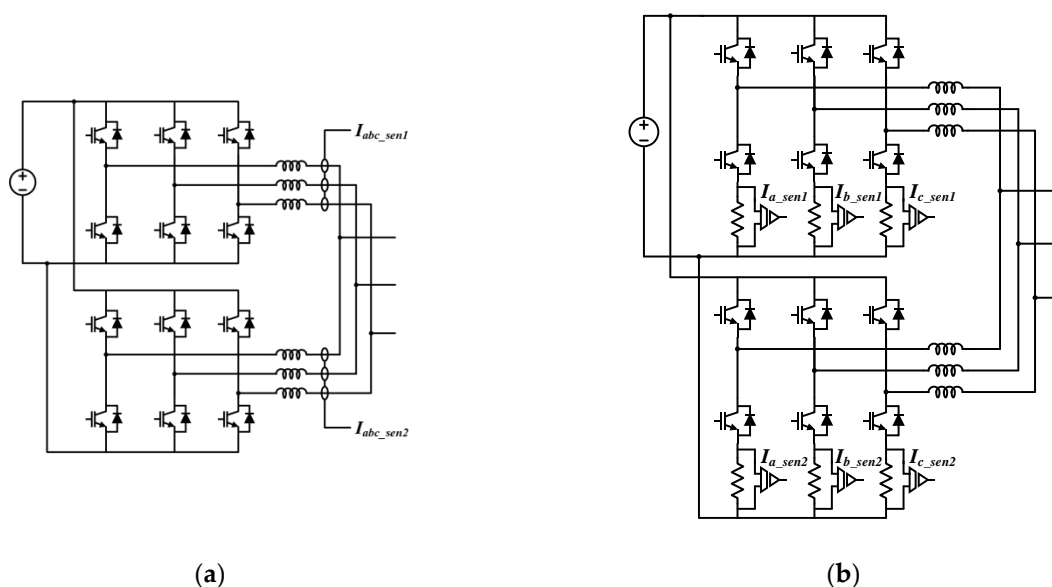 I_abc_sen1
I_abc_sen2
(a)
I_a_sen1 I_b_sen1 I_c_sen1
I_a_sen2 I_b_sen2 I_c_sen2
(b)